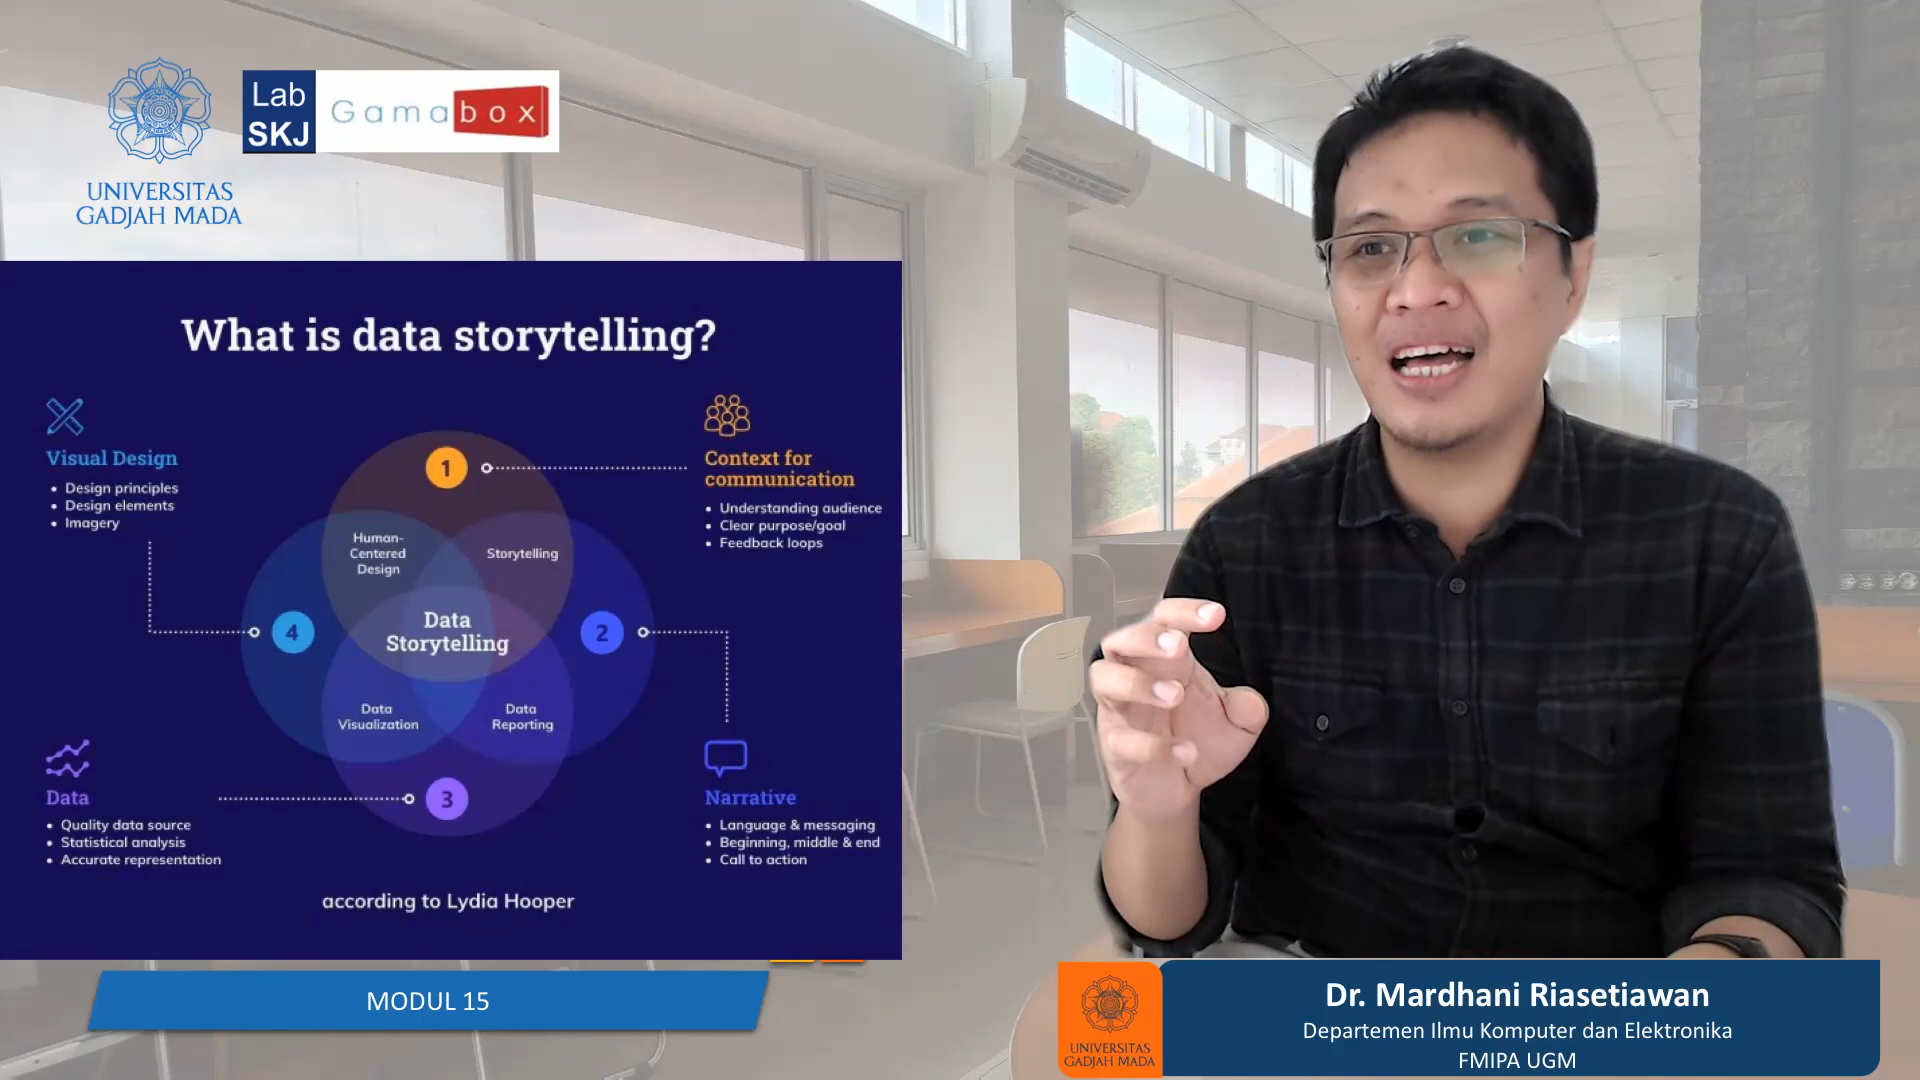 Lab
SKJ
Gamabox
UNIVERSITAS
GADJAH MADA
What is data storytelling?
Visual Design
• Design principles
• Design elements
• Imagery
1
Context for
communication
• Understanding audience
• Clear purpose/goal
• Feedback loops
Human-
Centered
Design
Storytelling
4
Data
Storytelling
2
Data
Visualization
Data
Reporting
Data
• Quality data source
• Statistical analysis
• Accurate representation
3
Narrative
• Language & messaging
• Beginning, middle & end
• Call to action
according to Lydia Hooper
MODUL 15
UNIVERSITAS
GADJAH MADA
Dr. Mardhani Riasetiawan
Departemen Ilmu Komputer dan Elektronika
FMIPA UGM